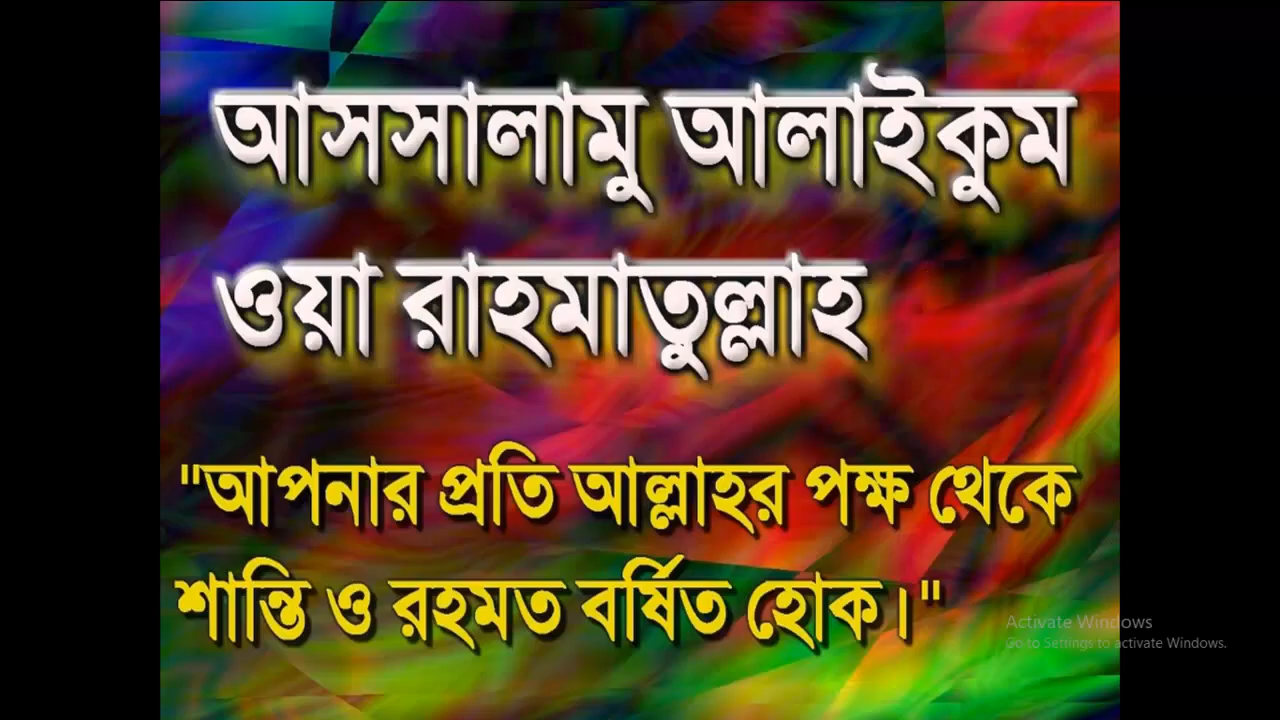 আসসালামু আলাইকুম
ওয়া রাহমাতুল্লাহ
"আপনার প্রতি আল্লাহর পক্ষ থেকে
শান্তি ও রহমত বর্ষিত হোক।"
Activate Windows
Go to Settings to activate Windows.